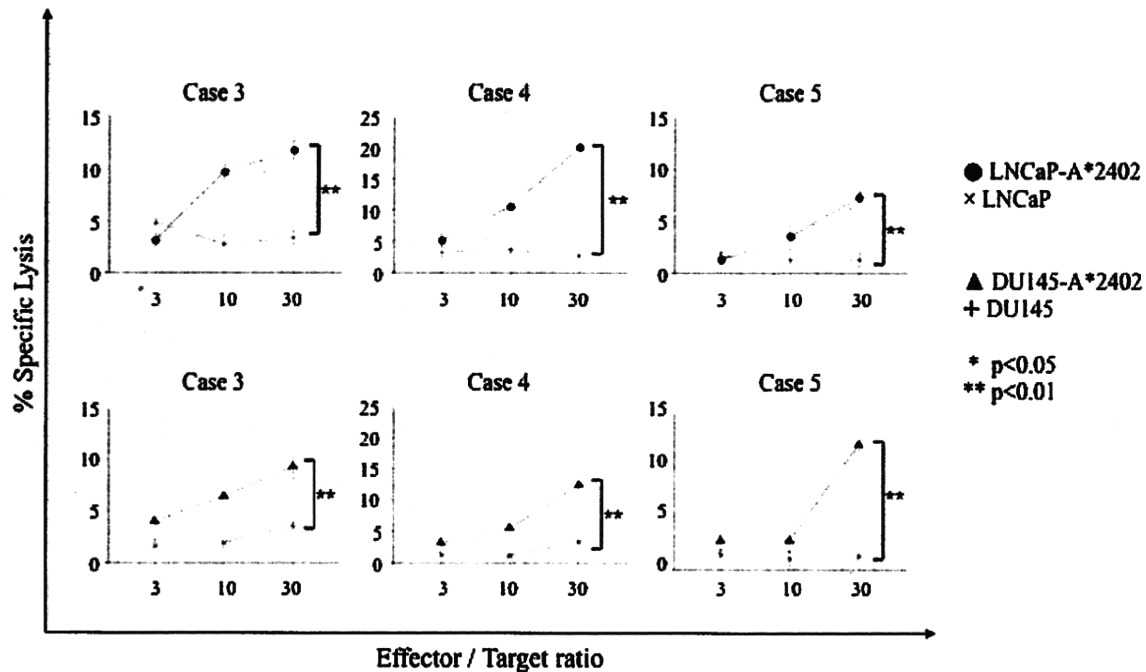 % Specific Lysis
Case 3
15
10
5
0
3 10 30
**
Case 4
25
20
15
10
5
0
3 10 30
**
Case 5
15
10
5
0
3 10 30
**
● LNCaP-A*2402
× LNCaP
▲ DU145-A*2402
+ DU145
* p<0.05
** p<0.01
Case 3
15
10
5
0
3 10 30
**
Case 4
25
20
15
10
5
0
3 10 30
**
Case 5
15
10
5
0
3 10 30
**
Effector / Target ratio